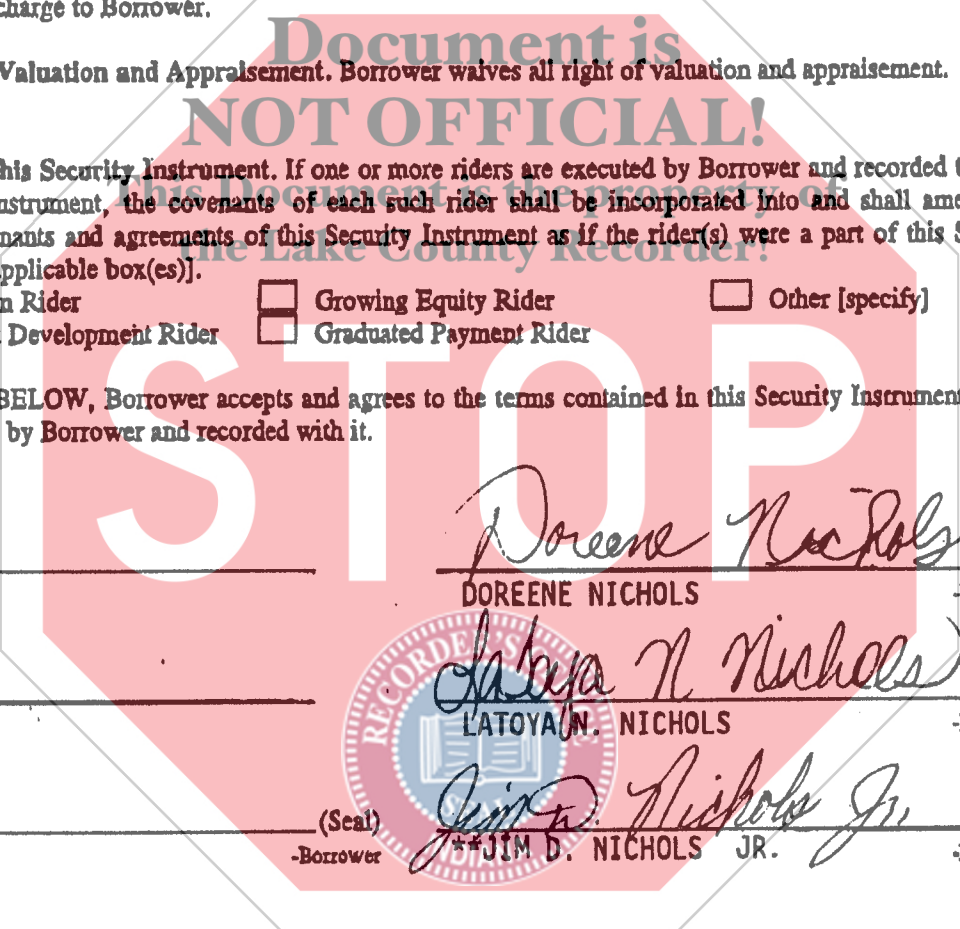 charge to Borrower.
Document is
Valuation and Appraisement. Borrower waives all right of valuation and appraisement.
NOT OFFICIAL!
his Security Instrument. If one or more riders are executed by Borrower and recorded t
This Document is the property of
nstrument, the covenants of each such rider shall be incorporated into and shall ame
nants and agreements of this Security Instrument as if the rider(s) were a part of this S
the Lake County Recorder!
pplicable box(es)].
n Rider Growing Equity Rider Other [specify]
Development Rider Graduated Payment Rider
STOP
BELOW, Borrower accepts and agrees to the terms contained in this Security Instrument
by Borrower and recorded with it.
Doreene Nichols
DOREENE NICHOLS
Latoya N Nichols
LATOYA N. NICHOLS
RECORDER'S
SEAL
INDIANA
Jim D. Nichols Jr.
(Seal)
-Borrower
**JIM D. NICHOLS JR.